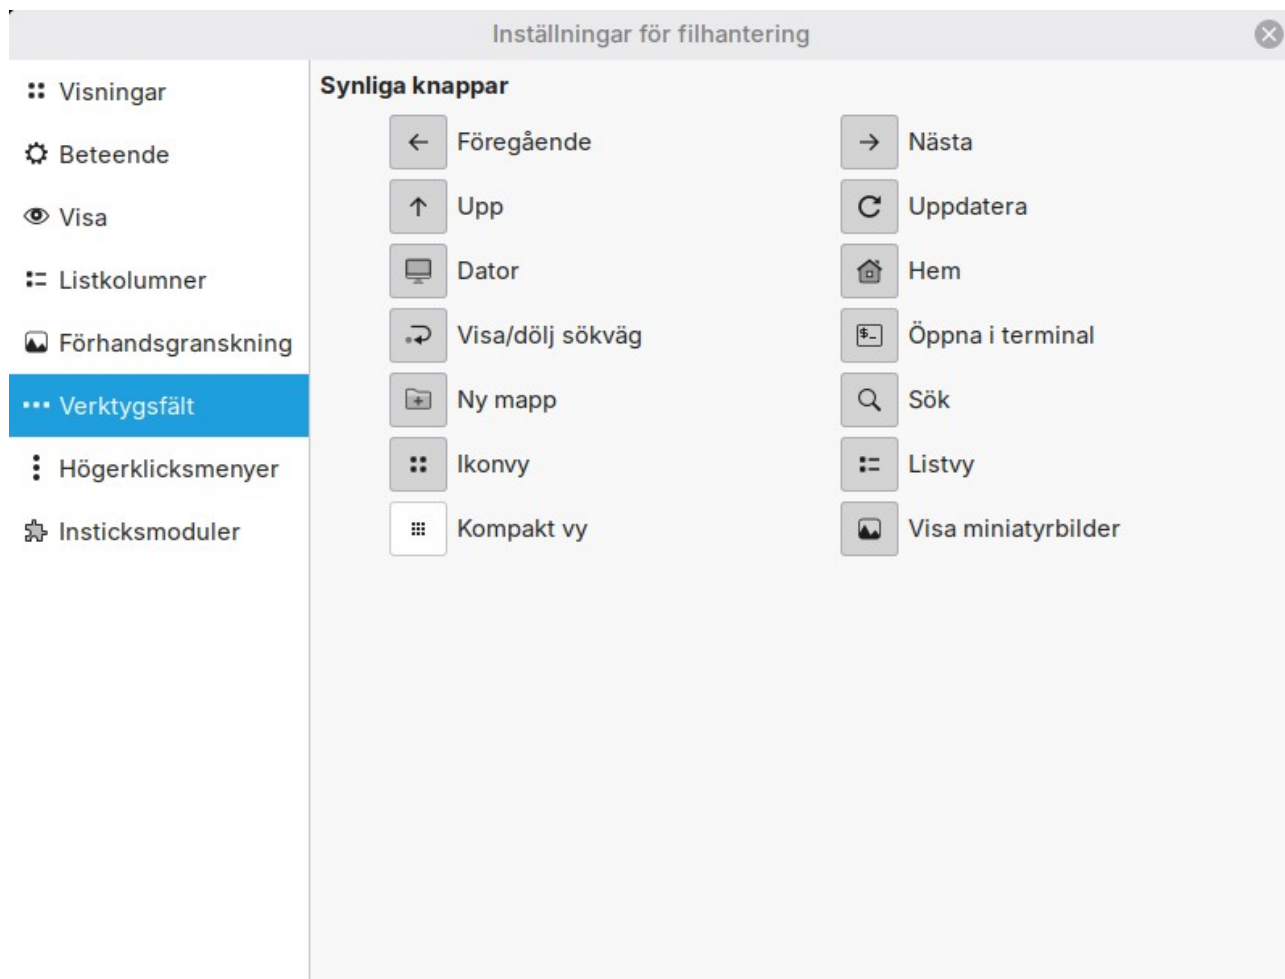 Inställningar för filhantering
Visningar
Beteende
Visa
Listkolumner
Förhandsgranskning
Verktygsfält
Högerklicksmenyer
Insticksmoduler
Synliga knappar
Föregående
Nästa
Upp
Uppdatera
Dator
Hem
Visa/dölj sökväg
Öppna i terminal
Ny mapp
Sök
Ikonvy
Listvy
Kompakt vy
Visa miniatyrbilder